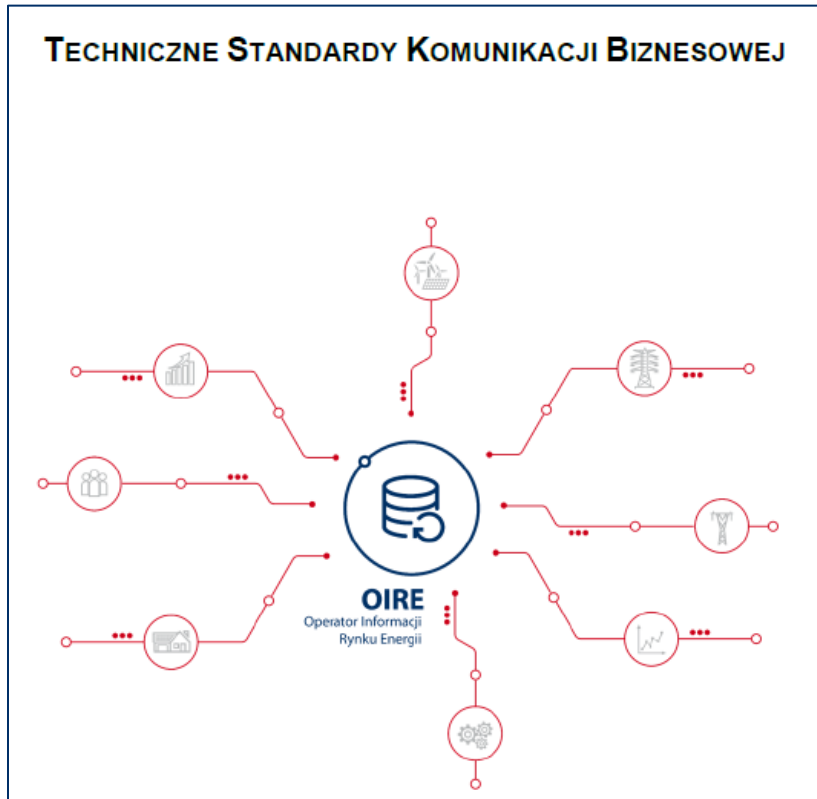 TECHNICZNE STANDARDY KOMUNIKACJI BIZNESOWEJ
OIRE
Operator Informacji
Rynku Energii